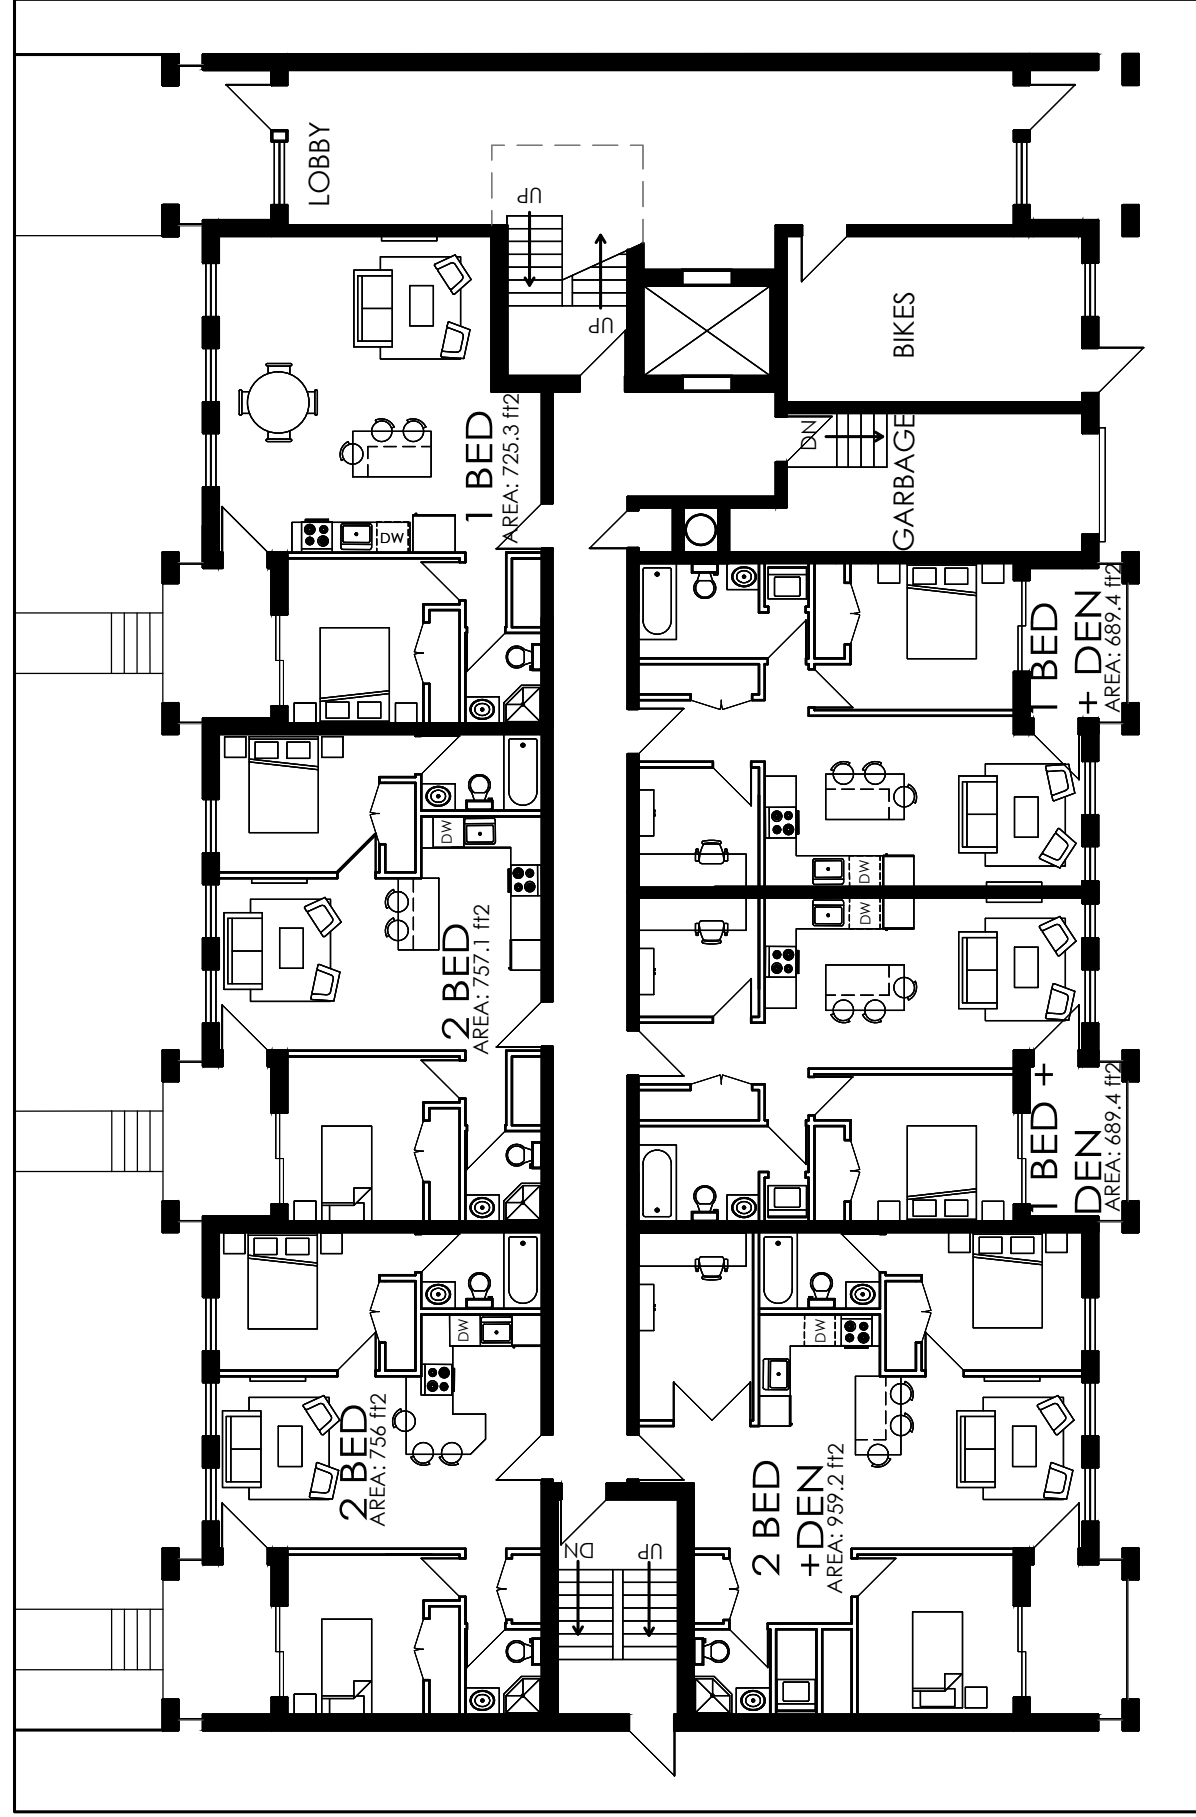 LOBBY
UP
UP
BIKES
1 BED
AREA: 725.3 ft2
DN
GARBAGE
DW
1 BED
+ DEN
AREA: 689.4 ft2
DW
2 BED
AREA: 757.1 ft2
DW
DW
1 BED +
DEN
AREA: 689.4 ft2
DW
DW
2 BED
AREA: 756 ft2
2 BED
+DEN
AREA: 959.2 ft2
DN
UP